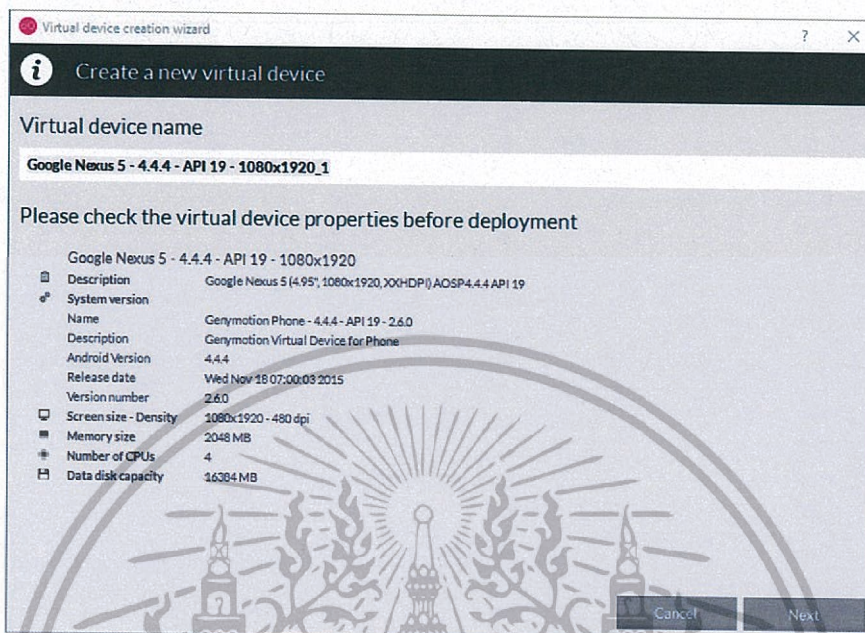 Virtual device creation wizard
?
Create a new virtual device
Virtual device name
Google Nexus 5 - 4.4.4 - API 19 - 1080x1920_1
Please check the virtual device properties before deployment
Google Nexus 5 - 4.4.4 - API 19 - 1080x1920
Description Google Nexus 5 (4.95", 1080x1920, XXHDPI) AOSP 4.4.4 API 19
System version
Name Genymotion Phone - 4.4.4 - API 19 - 2.6.0
Description Genymotion Virtual Device for Phone
Android Version 4.4.4
Release date Wed Nov 18 07:00:03 2015
Version number 2.6.0
Screen size - Density 1080x1920 - 480 dpi
Memory size 2048 MB
Number of CPUs 4
Data disk capacity 16384 MB
Cancel Next